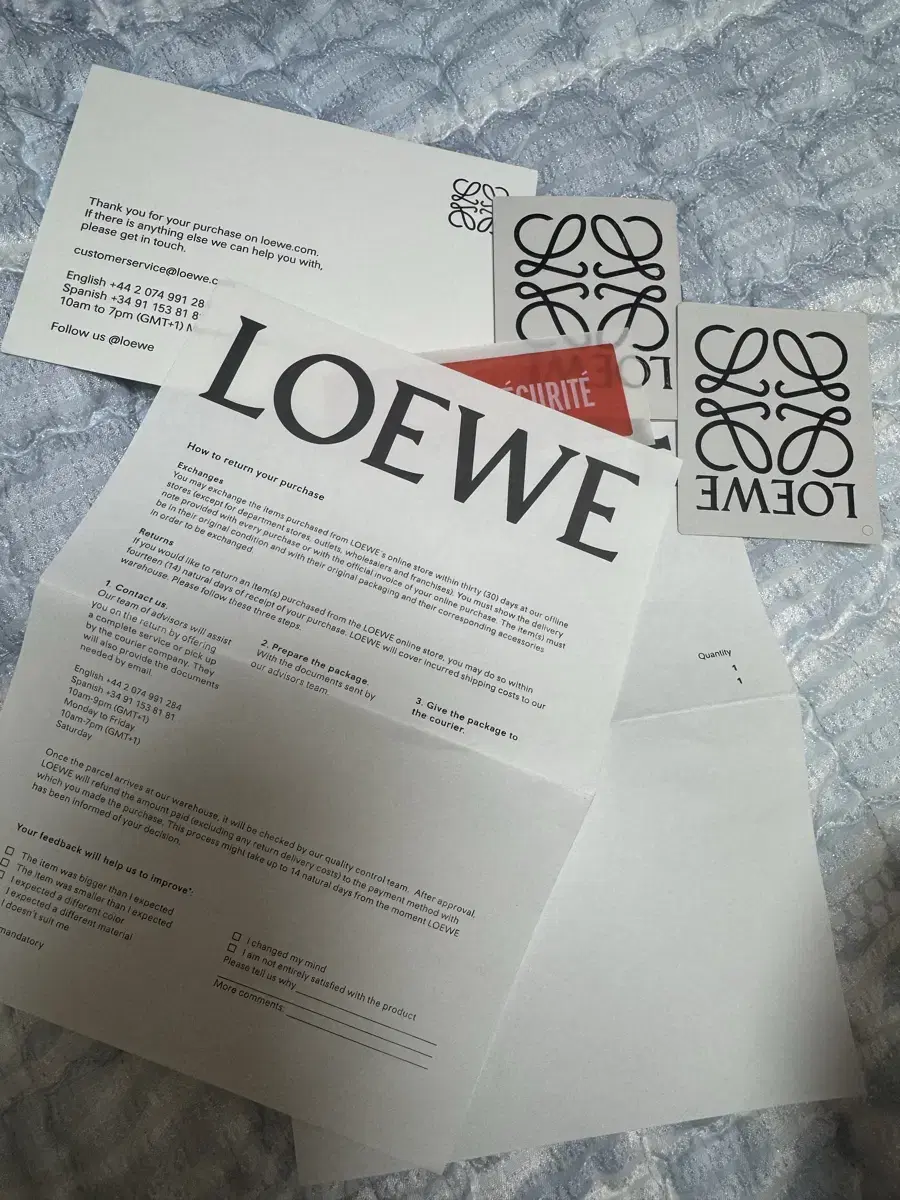 Thank you for your purchase on loewe.com.
If there is anything else we can help you with,
please get in touch.
customerservice@loewe.c
English +44 2 074 991 28
Spanish +34 91 153 81 8
10am to 7pm (GMT+1) M
Follow us @loewe
ÉCURITÉ
LOEWE
LOEWE
How to return your purchase
Exchanges
You may exchange the items purchased from LOEWE's online store within thirty (30) days at our offline
stores (except for department stores, outlets, wholesalers and franchises). You must show the delivery
note provided with every purchase or with the official invoice of your online purchase. The item(s) must
be in their original condition and with their original packaging and their corresponding accessories
in order to be exchanged.
Returns
If you would like to return an item(s) purchased from the LOEWE online store, you may do so within
fourteen (14) natural days of receipt of your purchase. LOEWE will cover incurred shipping costs to our
warehouse. Please follow these three steps.
1. Contact us.
Our team of advisors will assist
you on the return by offering
a complete service or pick up
by the courier company. They
will also provide the documents
needed by email.
English +44 2 074 991 284
Spanish +34 91 153 81 81
10am-9pm (GMT+1)
Monday to Friday
10am-7pm (GMT+1)
Saturday
2. Prepare the package.
With the documents sent by
our advisors team.
3. Give the package to
the courier.
Quantity
1
1
Once the parcel arrives at our warehouse, it will be checked by our quality control team. After approval,
LOEWE will refund the amount paid (excluding any return delivery costs) to the payment method with
which you made the purchase. This process might take up to 14 natural days from the moment LOEWE
has been informed of your decision.
Your feedback will help us to improve*:
The item was bigger than I expected
The item was smaller than I expected
I expected a different color
I expected a different material
I doesn't suit me
mandatory
I changed my mind
I am not entirely satisfied with the product
Please tell us why
More comments: